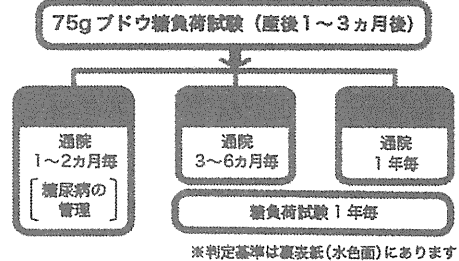 75gブドウ糖負荷試験（産後1～3ヵ月後）
通院
1～2ヵ月毎
糖尿病の
管理
通院
3～6ヵ月毎
通院
1年毎
糖負荷試験1年毎
※判定基準は裏表紙（水色面）にあります